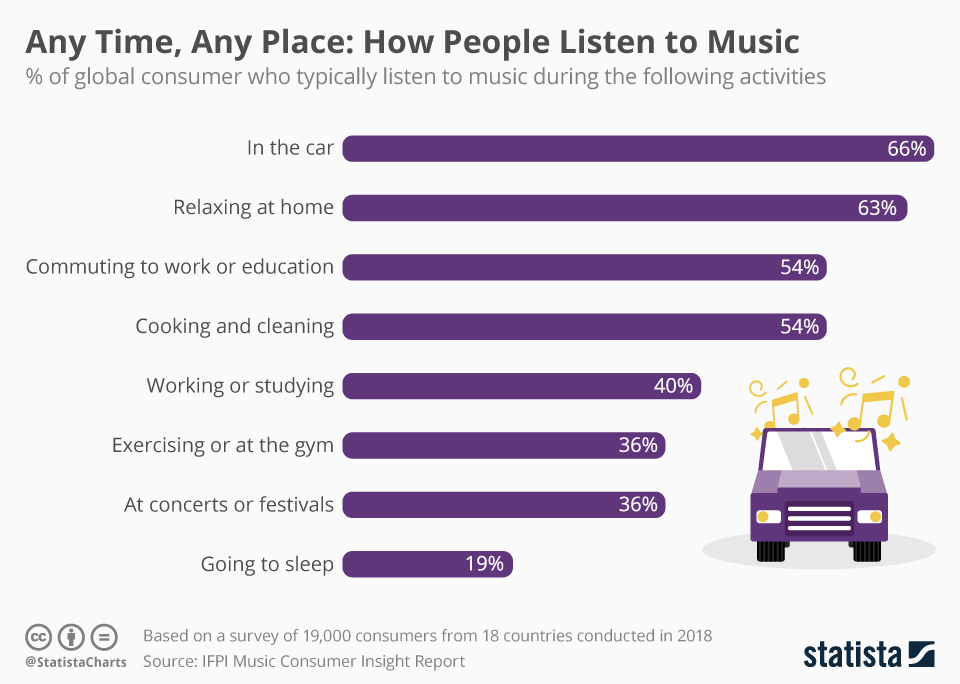 Any Time, Any Place: How People Listen to Music
% of global consumer who typically listen to music during the following activities
In the car 66%
Relaxing at home 63%
Commuting to work or education 54%
Cooking and cleaning 54%
Working or studying 40%
Exercising or at the gym 36%
At concerts or festivals 36%
Going to sleep 19%
cc
@StatistaCharts
Based on a survey of 19,000 consumers from 18 countries conducted in 2018
Source: IFPI Music Consumer Insight Report
statista